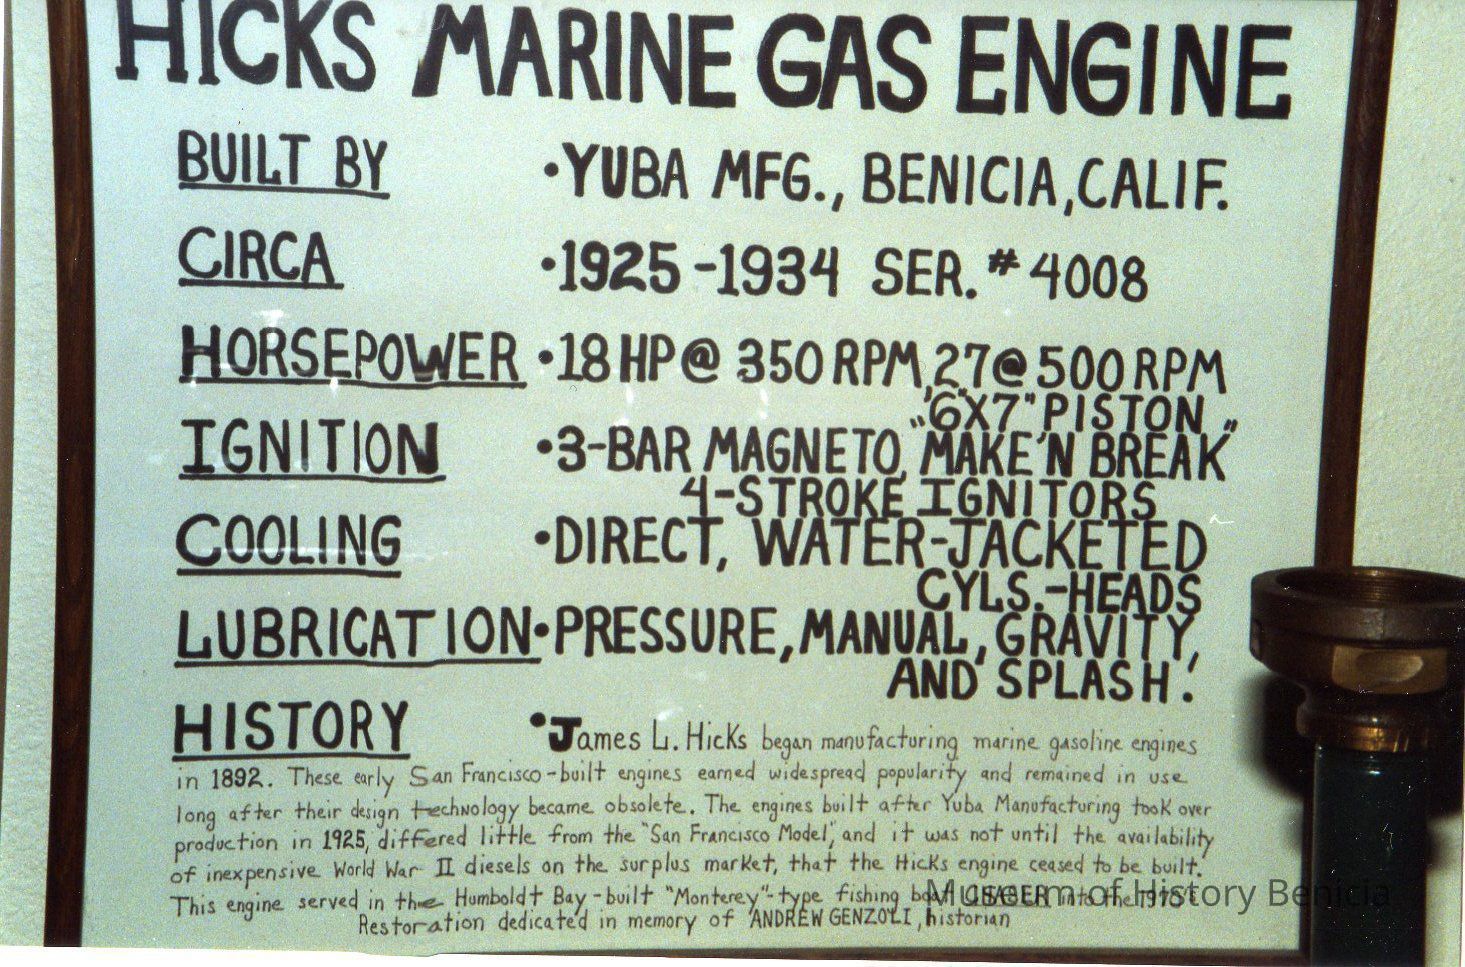 HICKS MARINE GAS ENGINE
BUILT BY •YUBA MFG., BENICIA, CALIF.
CIRCA •1925-1934 SER. #4008
HORSEPOWER •18 HP @ 350 RPM, 27@500 RPM
"6"X7" PISTON"
IGNITION •3-BAR MAGNETO, MAKE'N BREAK
4-STROKE IGNITORS
COOLING •DIRECT, WATER-JACKETED
CYLS.-HEADS
LUBRICATION•PRESSURE, MANUAL, GRAVITY,
AND SPLASH.
HISTORY •James L. Hicks began manufacturing marine gasoline engines
in 1892. These early San Francisco-built engines earned widespread popularity and remained in use
long after their design technology became obsolete. The engines built after Yuba Manufacturing took over
production in 1925, differed little from the "San Francisco Model", and it was not until the availability
of inexpensive World War II diesels on the surplus market, that the Hicks engine ceased to be built.
This engine served in the Humboldt Bay-built "Monterey"-type fishing boat into the 1975's
Restoration dedicated in memory of ANDREW GENZOLI, historian
Museum of History Benicia